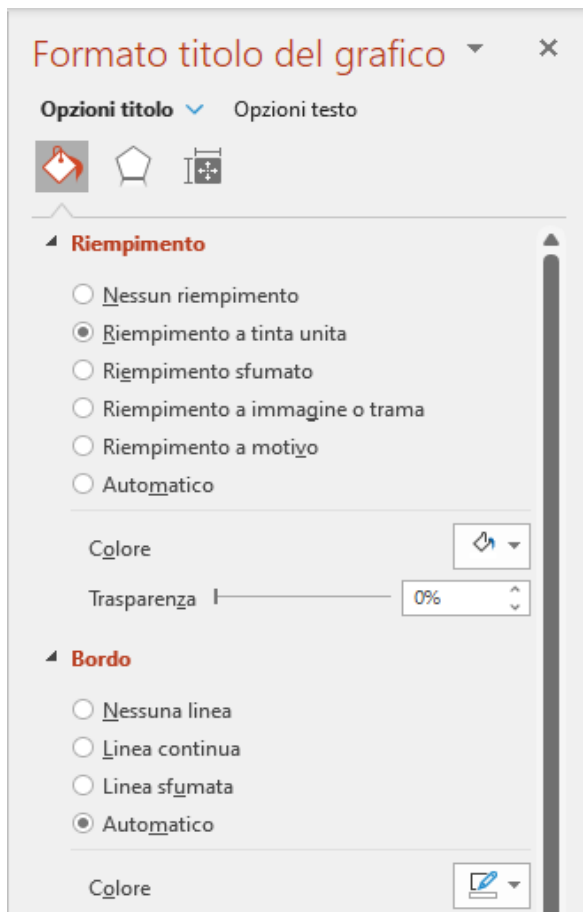 Formato titolo del grafico
Opzioni titolo Opzioni testo
Riempimento
Nessun riempimento
Riempimento a tinta unita
Riempimento sfumato
Riempimento a immagine o trama
Riempimento a motivo
Automatico
Colore
Trasparenza 0%
Bordo
Nessuna linea
Linea continua
Linea sfumata
Automatico
Colore